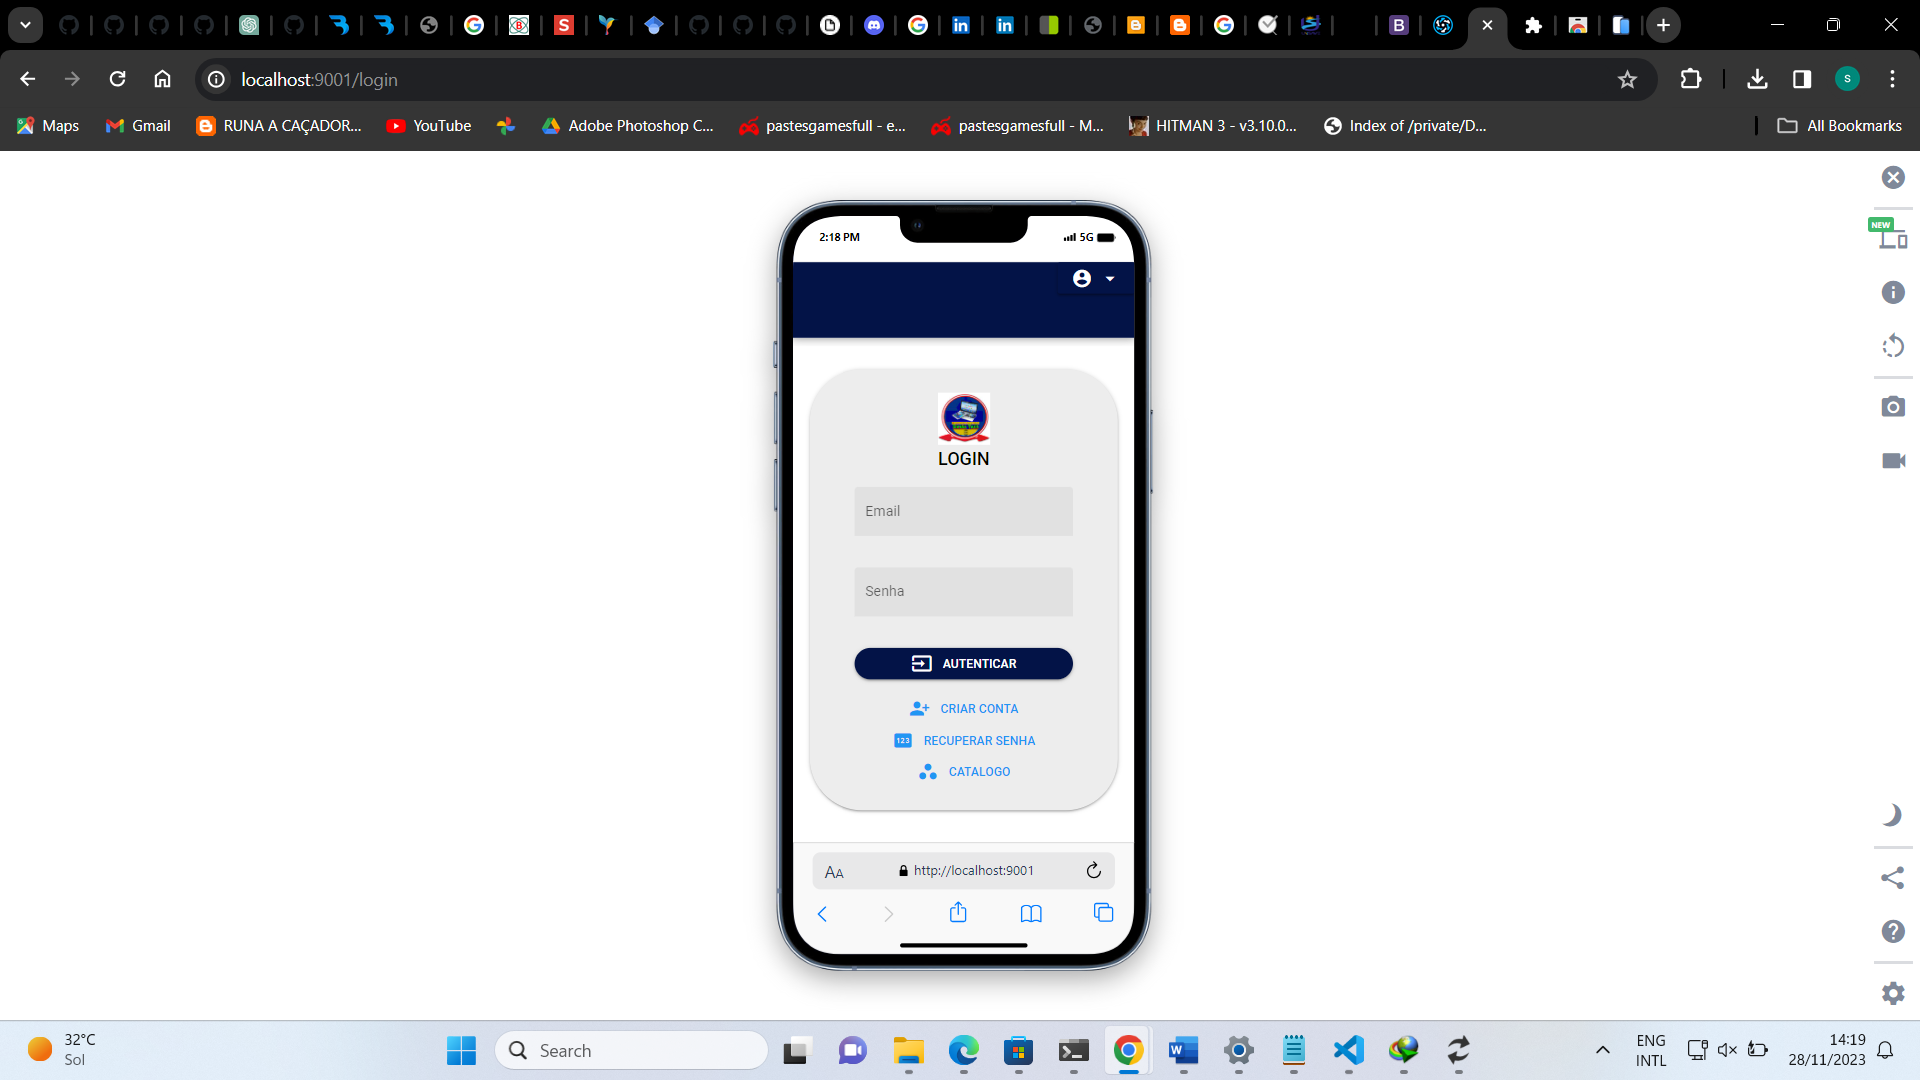 localhost:9001/login
Maps
Gmail
RUNA A CAÇADOR...
YouTube
Adobe Photoshop C...
pastesgamesfull - e...
pastesgamesfull - M...
HITMAN 3 - v3.10.0...
Index of /private/D...
All Bookmarks
NEW
2:18 PM
5G
LOGIN
Email
Senha
AUTENTICAR
CRIAR CONTA
123
RECUPERAR SENHA
CATALOGO
AA
http://localhost:9001
32°C
Sol
Search
ENG
INTL
14:19
28/11/2023